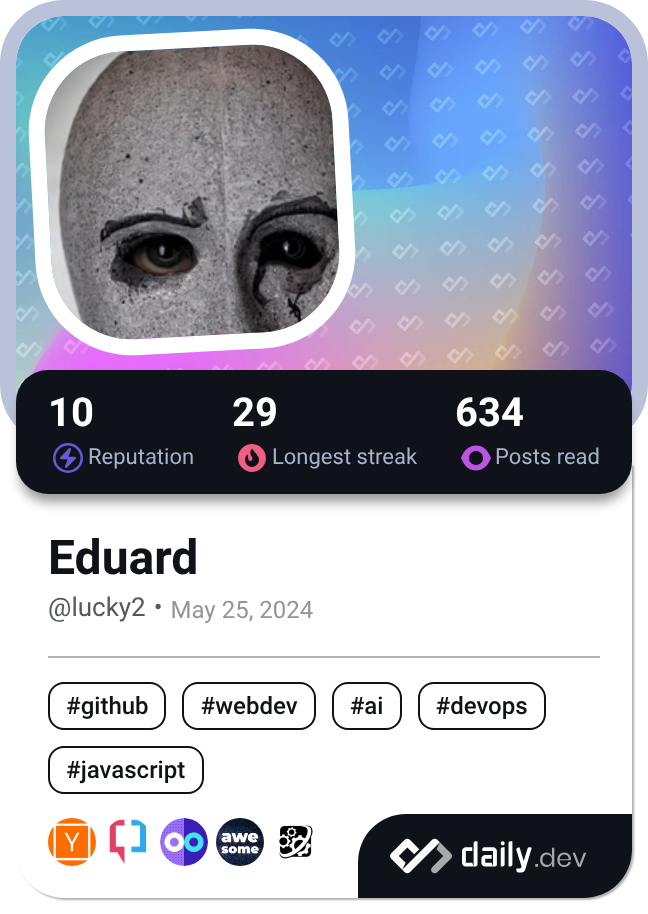 10 29 634
Reputation Longest streak Posts read
Eduard
@lucky2 • May 25, 2024
#github #webdev #ai #devops
#javascript
Y awe some
daily.dev